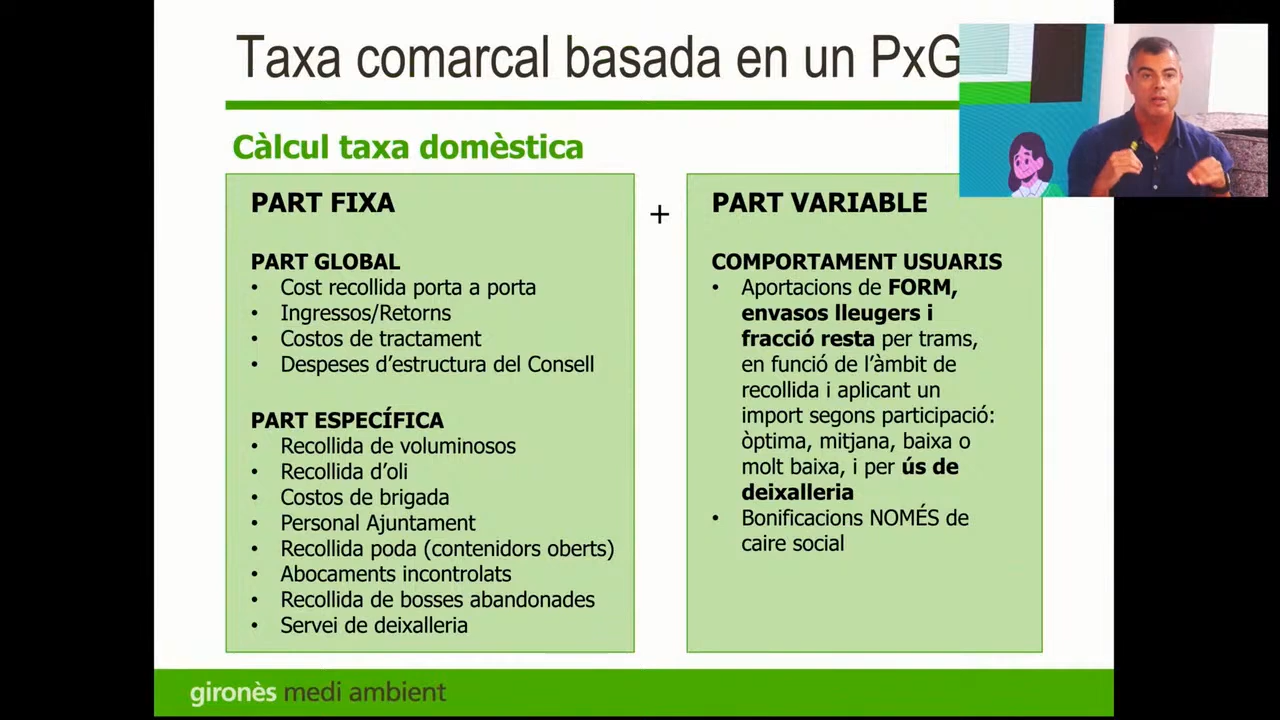 Taxa comarcal basada en un PxG
Càlcul taxa domèstica
PART FIXA
PART GLOBAL
• Cost recollida porta a porta
• Ingressos/Retorns
• Costos de tractament
• Despeses d’estructura del Consell
PART ESPECÍFICA
• Recollida de voluminosos
• Recollida d’oli
• Costos de brigada
• Personal Ajuntament
• Recollida poda (contenidors oberts)
• Abocaments incontrolats
• Recollida de bosses abandonades
• Servei de deixalleria
+
PART VARIABLE
COMPORTAMENT USUARIS
• Aportacions de FORM,
envasos lleugers i
fracció resta per trams,
en funció de l’àmbit de
recollida i aplicant un
import segons participació:
òptima, mitjana, baixa o
molt baixa, i per ús de
deixalleria
• Bonificacions NOMÉS de
caire social
gironès medi ambient